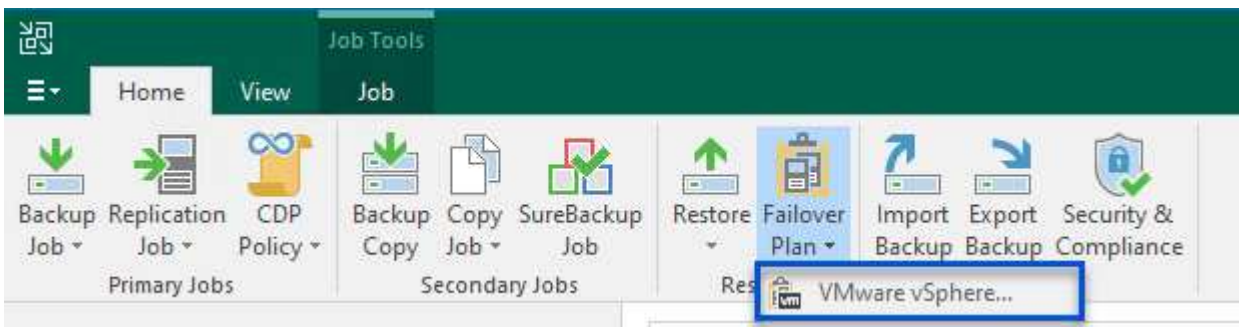 Job Tools
Home View Job
Backup Replication CDP Backup Copy SureBackup Restore Failover Import Export Security &
Job Job Policy Copy Job Job Plan Backup Backup Compliance
Primary Jobs Secondary Jobs Res
VMware vSphere...
vm